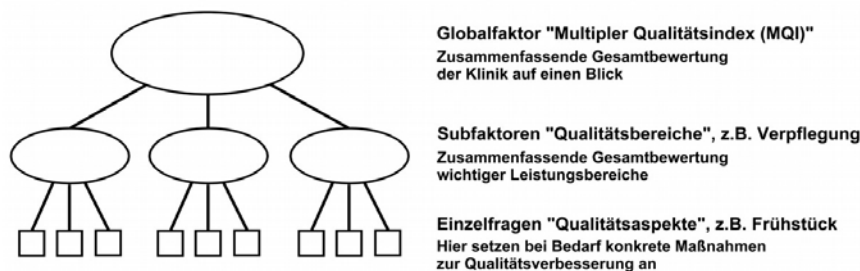 Globalfaktor "Multipler Qualitätsindex (MQI)"
Zusammenfassende Gesamtbewertung
der Klinik auf einen Blick
Subfaktoren "Qualitätsbereiche", z.B. Verpflegung
Zusammenfassende Gesamtbewertung
wichtiger Leistungsbereiche
Einzelfragen "Qualitätsaspekte", z.B. Frühstück
Hier setzen bei Bedarf konkrete Maßnahmen
zur Qualitätsverbesserung an